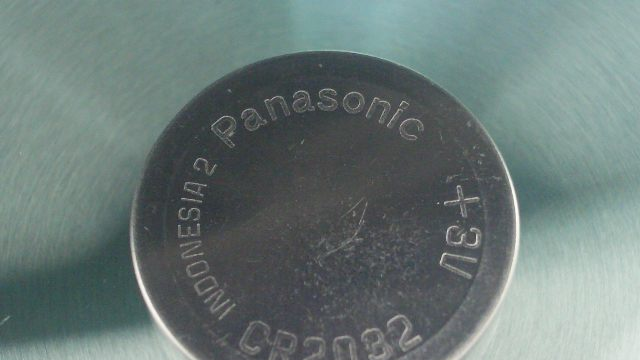 Panasonic
+3V
CR2032
INDONESIA 2